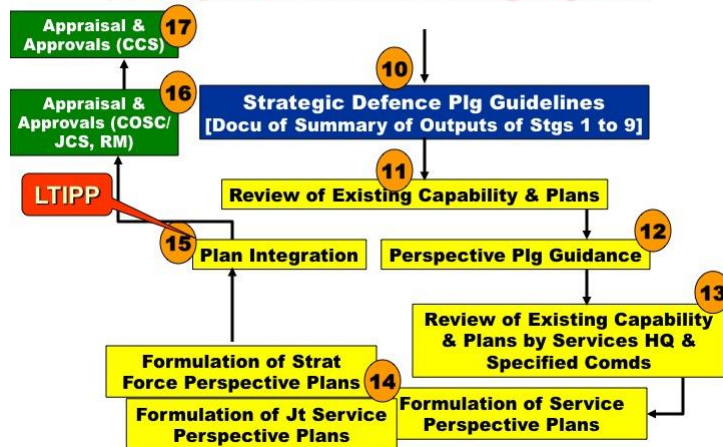 17
Appraisal &
Approvals (CCS)
10
16
Appraisal &
Approvals (COSC/
JCS, RM)
Strategic Defence Plg Guidelines
[Docu of Summary of Outputs of Stgs 1 to 9]
11
Review of Existing Capability & Plans
LTIPP
15
Plan Integration
12
Perspective Plg Guidance
13
Review of Existing Capability
& Plans by Services HQ &
Specified Comds
Formulation of Strat
Force Perspective Plans
14
Formulation of Jt Service
Perspective Plans
Formulation of Service
Perspective Plans